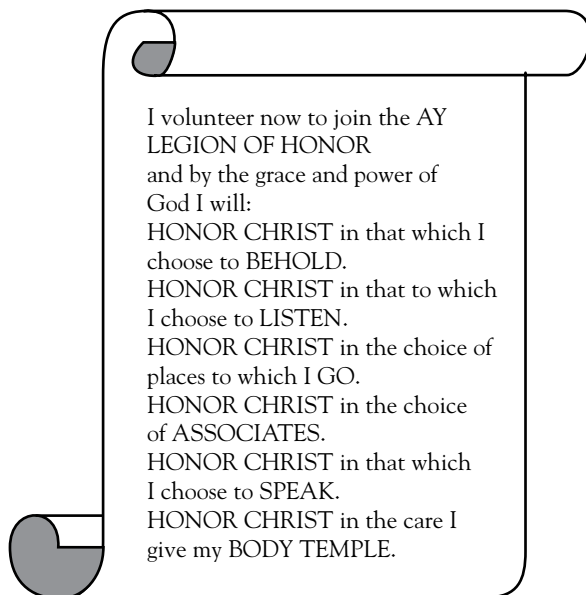 I volunteer now to join the AY
LEGION OF HONOR
and by the grace and power of
God I will:
HONOR CHRIST in that which I
choose to BEHOLD.
HONOR CHRIST in that to which
I choose to LISTEN.
HONOR CHRIST in the choice of
places to which I GO.
HONOR CHRIST in the choice
of ASSOCIATES.
HONOR CHRIST in that which
I choose to SPEAK.
HONOR CHRIST in the care I
give my BODY TEMPLE.